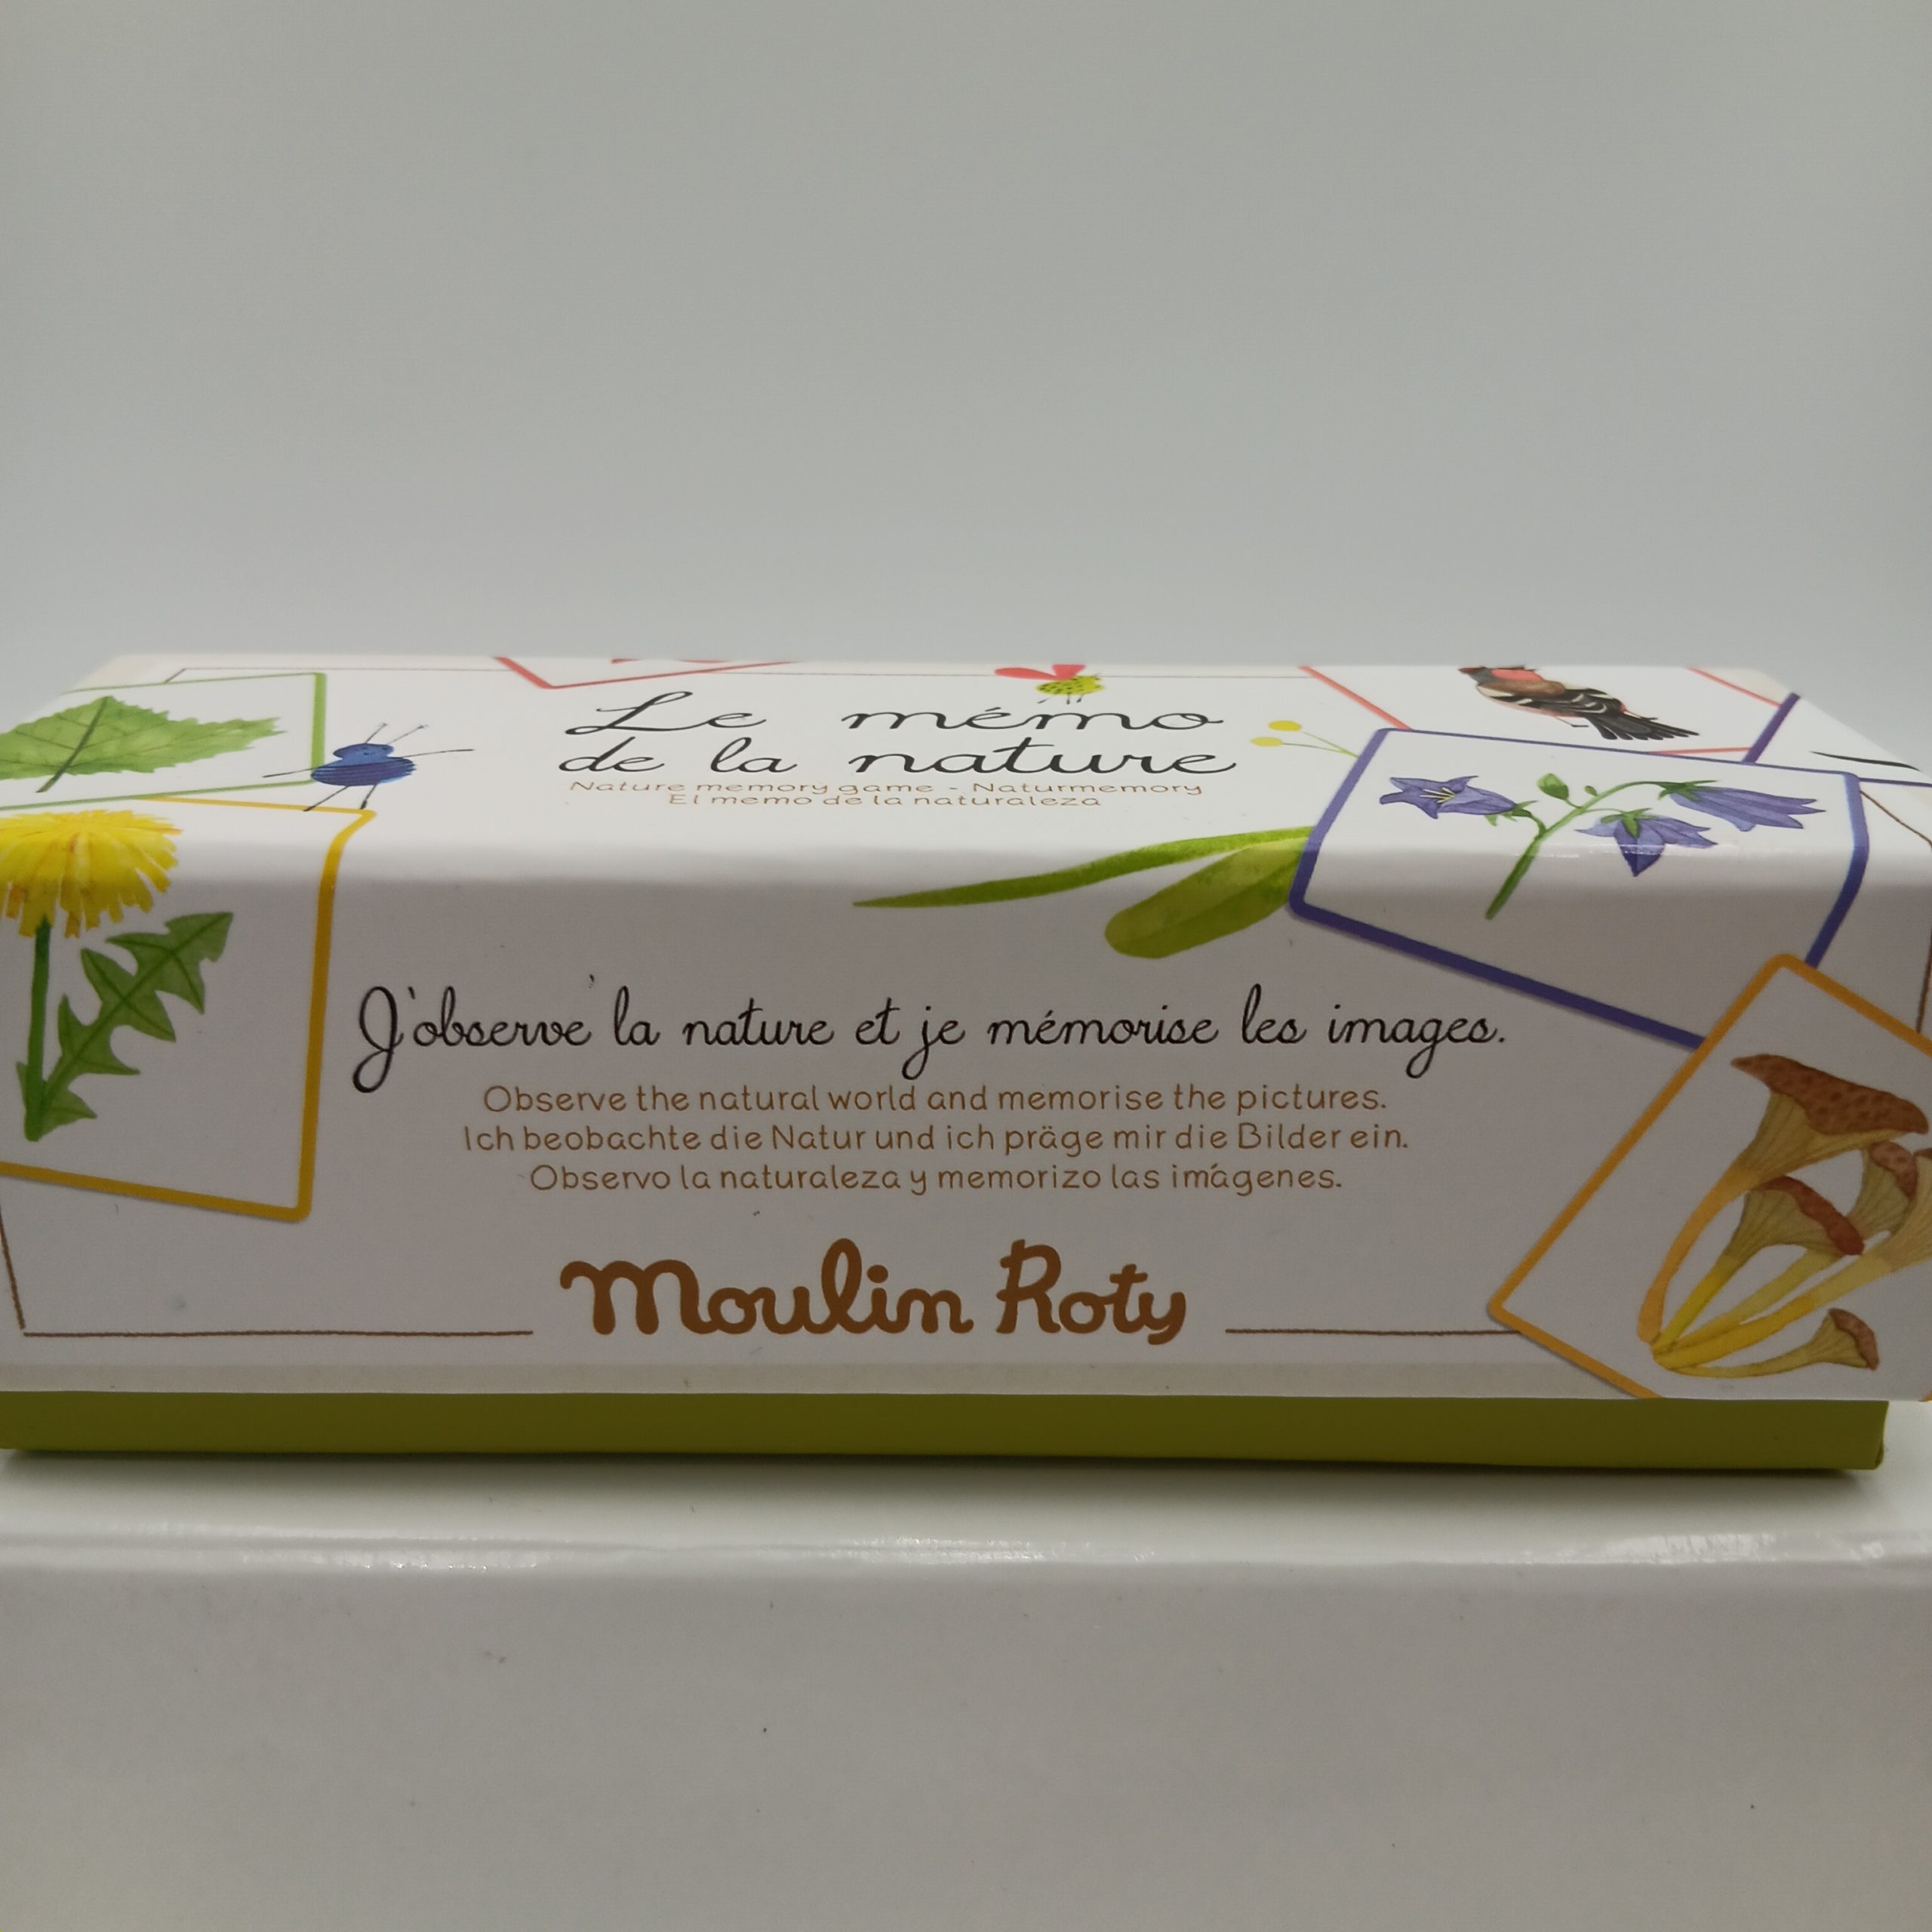 Le mémo
de la nature
Nature memory game - Naturmemory
El memo de la naturaleza
J'observe la nature et je mémorise les images.
Observe the natural world and memorise the pictures.
Ich beobachte die Natur und ich präge mir die Bilder ein.
Observo la naturaleza y memorizo las imágenes.
Moulin Roty